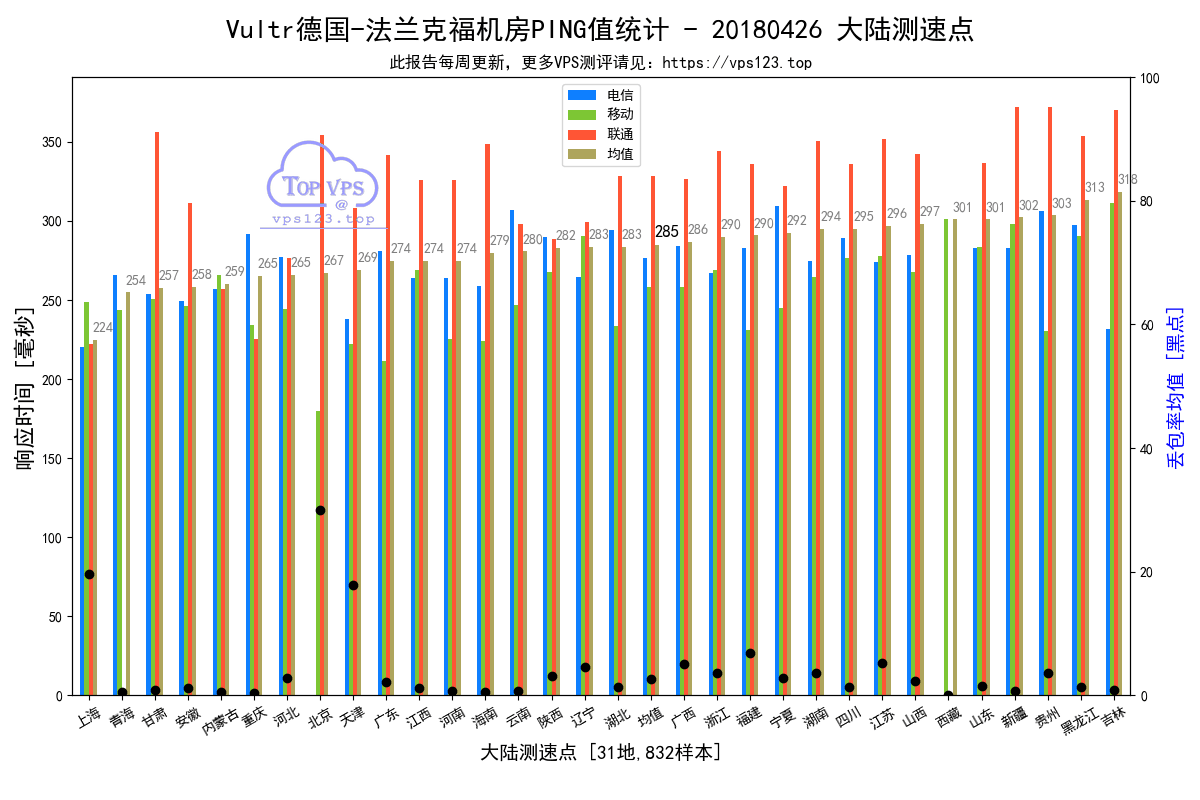 Vultr德国-法兰克福机房PING值统计 - 20180426 大陆测速点
此报告每周更新，更多VPS测评请见：https://vps123.top
电信
移动
联通
均值
TOP VPS
@
vps123.top
响应时间 [毫秒]
0
50
100
150
200
250
300
350
丢包率均值 [黑点]
0
20
40
60
80
100
224
254
257
258
259
265
265
267
269
274
274
274
279
280
282
283
283
285
286
290
290
292
294
295
296
297
301
301
302
303
313
318
上海
青海
甘肃
安徽
内蒙古
重庆
河北
北京
天津
广东
江西
河南
海南
云南
陕西
辽宁
湖北
均值
广西
浙江
福建
宁夏
湖南
四川
江苏
山西
西藏
山东
新疆
贵州
黑龙江
吉林
大陆测速点 [31地,832样本]